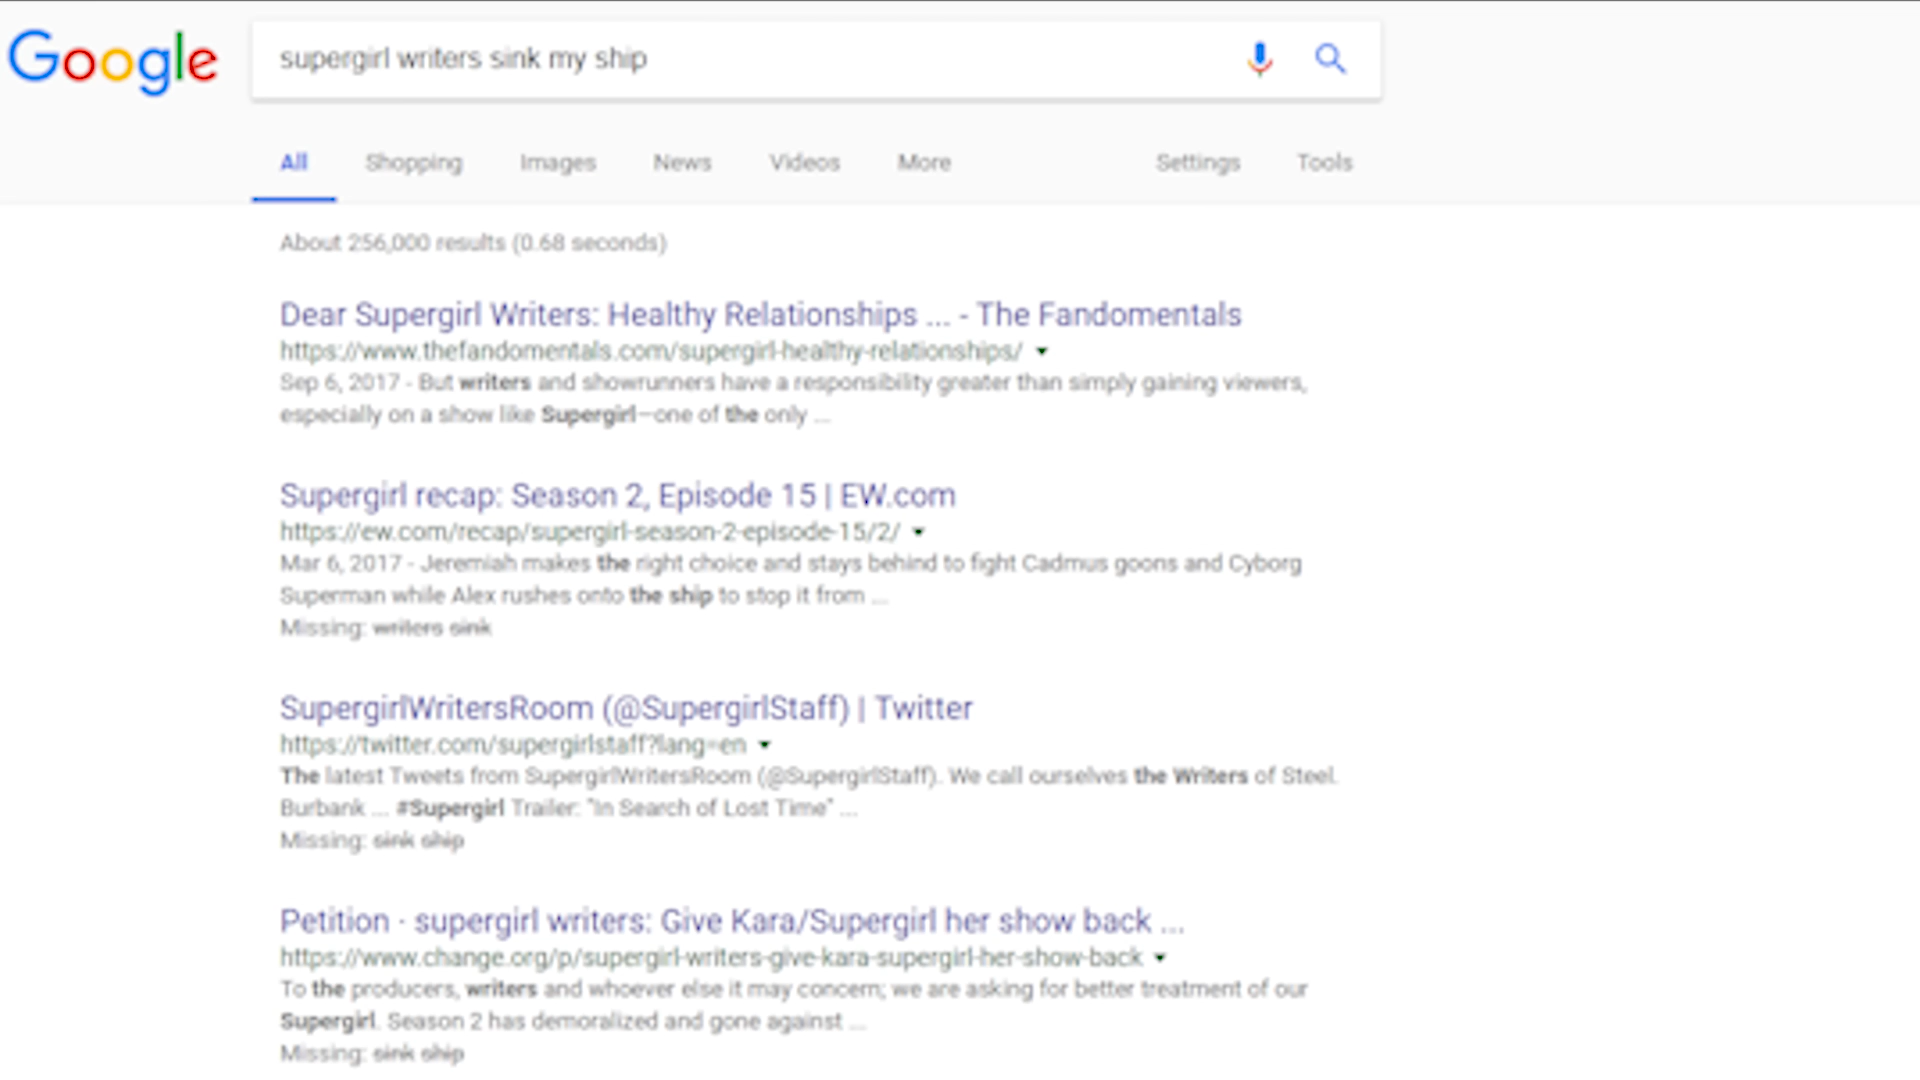 Google
supergirl writers sink my ship
All Shopping Images News Videos More Settings Tools
About 256,000 results (0.68 seconds)
Dear Supergirl Writers: Healthy Relationships ... - The Fandomentals
https://www.thefandomentals.com/supergirl-healthy-relationships/
Sep 6, 2017 - But writers and showrunners have a responsibility greater than simply gaining viewers,
especially on a show like Supergirl—one of the only ...
Supergirl recap: Season 2, Episode 15 | EW.com
https://ew.com/recap/supergirl-season-2-episode-15/2/
Mar 6, 2017 - Jeremiah makes the right choice and stays behind to fight Cadmus goons and Cyborg
Superman while Alex rushes onto the ship to stop it from ...
Missing: writers sink
SupergirlWritersRoom (@SupergirlStaff) | Twitter
https://twitter.com/supergirlstaff?lang=en
The latest Tweets from SupergirlWritersRoom (@SupergirlStaff). We call ourselves the Writers of Steel.
Burbank ... #Supergirl Trailer: "In Search of Lost Time" ...
Missing: sink ship
Petition · supergirl writers: Give Kara/Supergirl her show back ...
https://www.change.org/p/supergirl-writers-give-kara-supergirl-her-show-back
To the producers, writers and whoever else it may concern; we are asking for better treatment of our
Supergirl. Season 2 has demoralized and gone against ...
Missing: sink ship